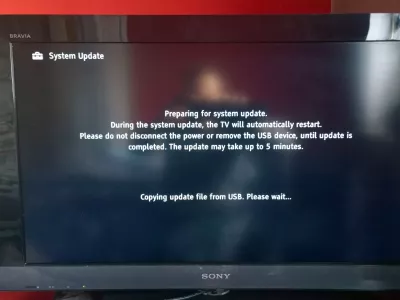 BRAVIA
System Update
Preparing for system update.
During the system update, the TV will automatically restart.
Please do not disconnect the power or remove the USB device, until update is
completed. The update may take up to 5 minutes.
Copying update file from USB. Please wait...
SONY